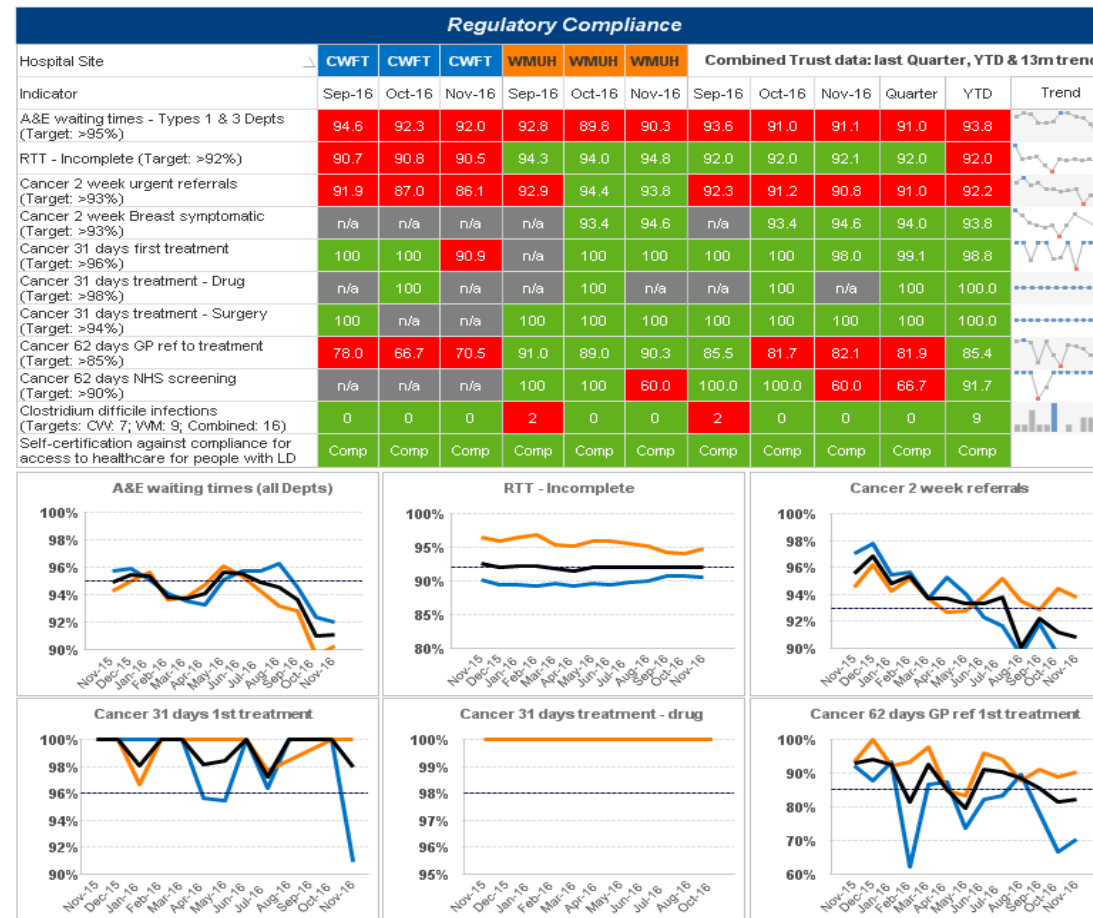 Regulatory Compliance
Hospital Site CWFT CWFT CWFT WMUH WMUH WMUH Combined Trust data: last Quarter, YTD & 13m trend
Indicator Sep-16 Oct-16 Nov-16 Sep-16 Oct-16 Nov-16 Sep-16 Oct-16 Nov-16 Quarter YTD Trend
A&E waiting times - Types 1 & 3 Depts
(Target: >95%) 94.6 92.3 92.0 92.8 89.8 90.3 93.6 91.0 91.1 91.0 93.8
RTT - Incomplete (Target: >92%) 90.7 90.8 90.5 94.3 94.0 94.8 92.0 92.0 92.1 92.0 92.0
Cancer 2 week urgent referrals
(Target: >93%) 91.9 87.0 86.1 92.9 94.4 93.8 92.3 91.2 90.8 91.0 92.2
Cancer 2 week Breast symptomatic
(Target: >93%) n/a n/a n/a n/a 93.4 94.6 n/a 93.4 94.6 94.0 93.8
Cancer 31 days first treatment
(Target: >96%) 100 100 90.9 n/a 100 100 100 100 98.0 99.1 98.8
Cancer 31 days treatment - Drug
(Target: >98%) n/a 100 n/a n/a 100 n/a n/a 100 n/a 100 100.0
Cancer 31 days treatment - Surgery
(Target: >94%) 100 n/a n/a 100 100 100 100 100 100 100 100.0
Cancer 62 days GP ref to treatment
(Target: >85%) 78.0 66.7 70.5 91.0 89.0 90.3 85.5 81.7 82.1 81.9 85.4
Cancer 62 days NHS screening
(Target: >90%) n/a n/a n/a 100 100 60.0 100.0 100.0 60.0 66.7 91.7
Clostridium difficile infections
(Targets: CW: 7; WM: 9; Combined: 16) 0 0 0 2 0 0 2 0 0 0 9
Self-certification against compliance for
access to healthcare for people with LD Comp Comp Comp Comp Comp Comp Comp Comp Comp Comp Comp
A&E waiting times (all Depts)
100%
98%
96%
94%
92%
90%
Nov-15 Dec-15 Jan-16 Feb-16 Mar-16 Apr-16 May-16 Jun-16 Jul-16 Aug-16 Sep-16 Oct-16 Nov-16
RTT - Incomplete
100%
95%
90%
85%
80%
Nov-15 Dec-15 Jan-16 Feb-16 Mar-16 Apr-16 May-16 Jun-16 Jul-16 Aug-16 Sep-16 Oct-16 Nov-16
Cancer 2 week referrals
100%
98%
96%
94%
92%
90%
Nov-15 Dec-15 Jan-16 Feb-16 Mar-16 Apr-16 May-16 Jun-16 Jul-16 Aug-16 Sep-16 Oct-16 Nov-16
Cancer 31 days 1st treatment
100%
98%
96%
94%
92%
90%
Nov-15 Dec-15 Jan-16 Feb-16 Mar-16 Apr-16 May-16 Jun-16 Jul-16 Aug-16 Sep-16 Oct-16 Nov-16
Cancer 31 days treatment - drug
100%
99%
98%
97%
96%
95%
Nov-15 Dec-15 Jan-16 Feb-16 Mar-16 Apr-16 May-16 Jun-16 Jul-16 Aug-16 Oct-16
Cancer 62 days GP ref 1st treatment
100%
90%
80%
70%
60%
Nov-15 Dec-15 Jan-16 Feb-16 Mar-16 Apr-16 May-16 Jun-16 Jul-16 Aug-16 Sep-16 Oct-16 Nov-16